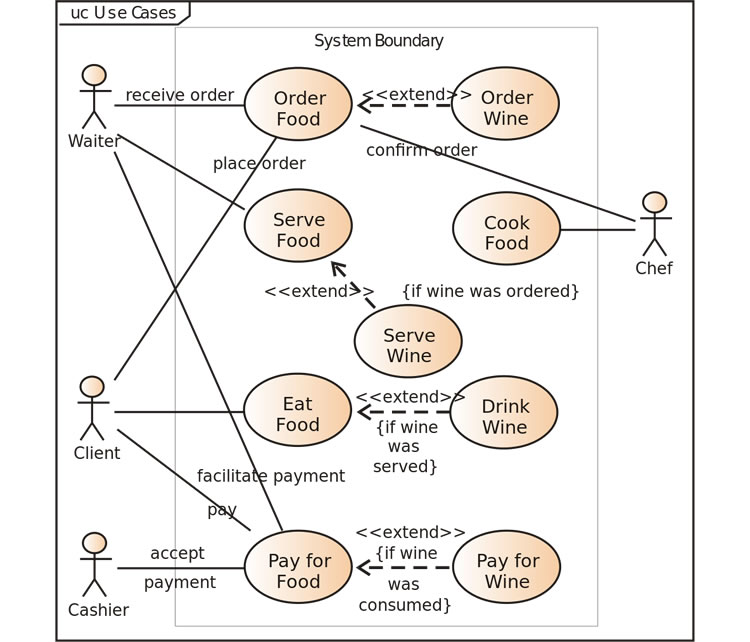 uc Use Cases
System Boundary
receive order
Order
Food
<<extend>>
Order
Wine
Waiter
confirm order
place order
Serve
Food
Cook
Food
Chef
<<extend>>
{if wine was ordered}
Serve
Wine
Client
Eat
Food
<<extend>>
{if wine
was
served}
Drink
Wine
facilitate payment
pay
Cashier
accept
payment
Pay for
Food
<<extend>>
{if wine
was
consumed}
Pay for
Wine